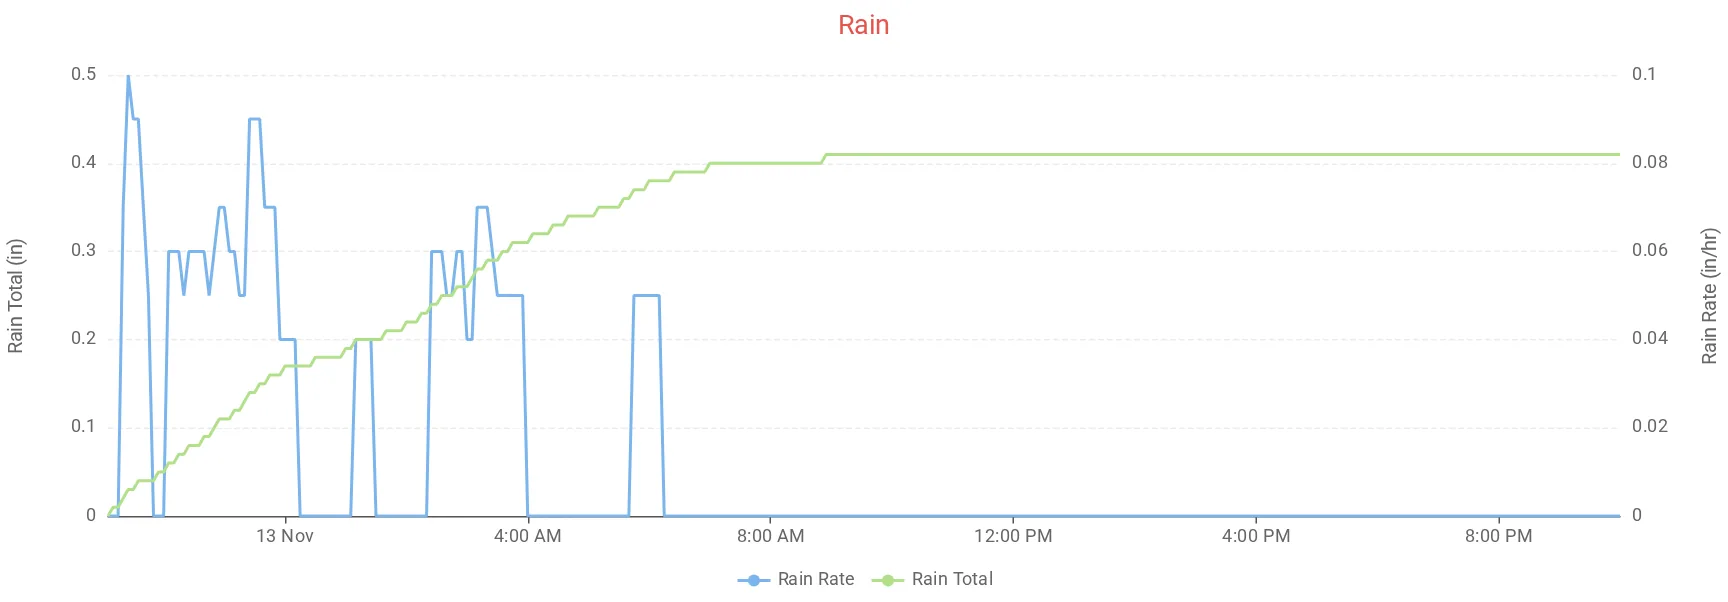 Rain
0.5
0.4
0.3
0.2
0.1
0
Rain Total (in)
0.1
0.08
0.06
0.04
0.02
0
Rain Rate (in/hr)
13 Nov 4:00 AM 8:00 AM 12:00 PM 4:00 PM 8:00 PM
Rain Rate Rain Total